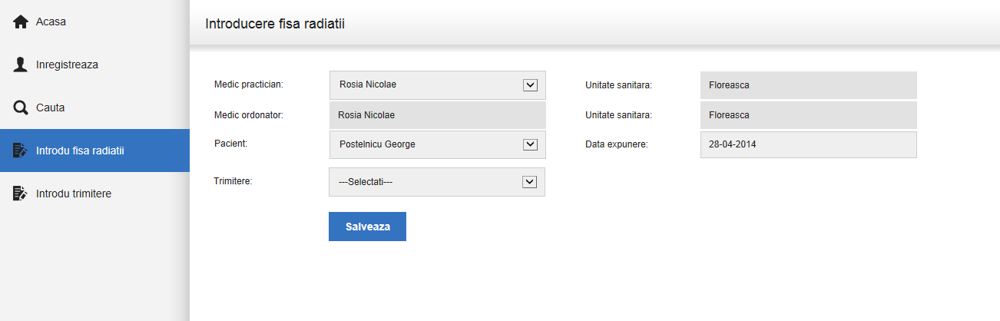 Acasa
Inregistreaza
Cauta
Introdu fisa radiatii
Introdu trimitere
Introducere fisa radiatii
Medic practician: Rosia Nicolae Unitate sanitara: Floreasca
Medic ordonator: Rosia Nicolae Unitate sanitara: Floreasca
Pacient: Postelnicu George Data expunere: 28-04-2014
Trimitere: ---Selectati---
Salveaza